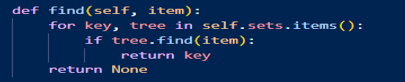 def find(self, item):
    for key, tree in self.sets.items():
        if tree.find(item):
            return key
    return None